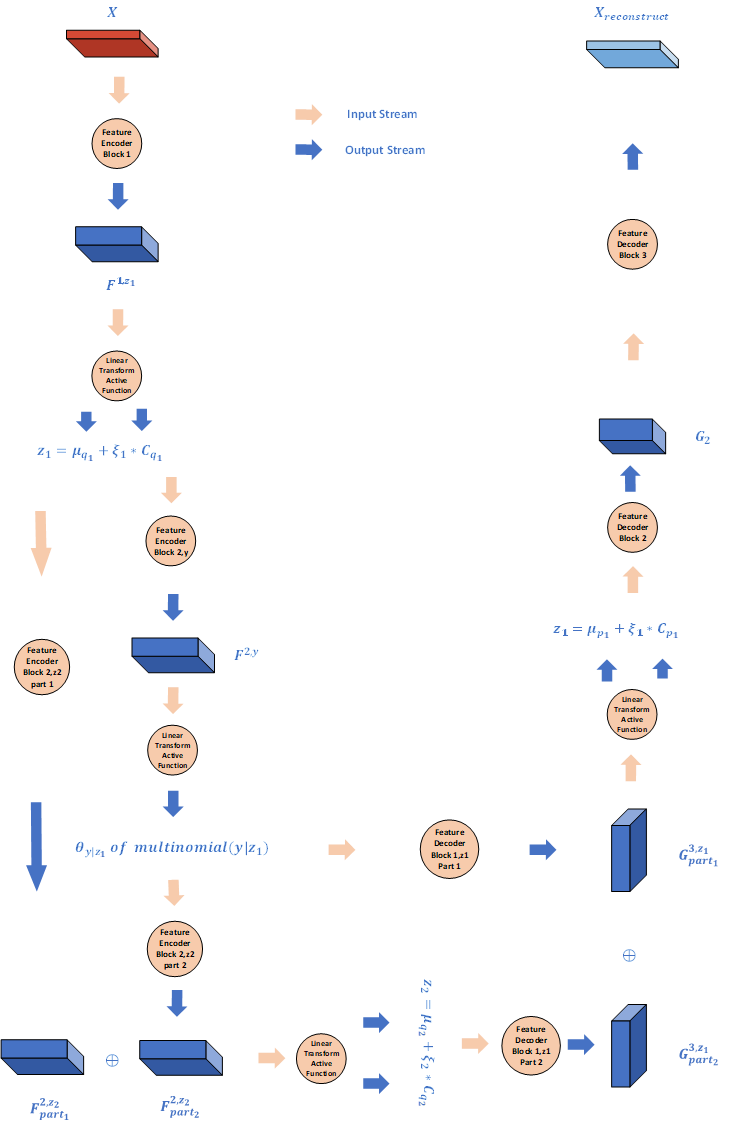 X
X_{reconstruct}
Feature
Encoder
Block 1
Input Stream
Output Stream
F^{1,z_1}
Feature
Decoder
Block 3
Linear
Transform
Active
Function
z_1 = μ_{q_1} + ξ_1 * C_{q_1}
G_2
Feature
Encoder
Block 2,y
Feature
Decoder
Block 2
z_1 = μ_{p_1} + ξ_1 * C_{p_1}
Feature
Encoder
Block 2,z2
part 1
F^{2,y}
Linear
Transform
Active
Function
Linear
Transform
Active
Function
θ_{y|z_1} of multinomial(y|z_1)
Feature
Decoder
Block 1,z1
Part 1
G^{3,z_1}_{part_1}
Feature
Encoder
Block 2,z2
part 2
⊕
F^{2,z_2}_{part_1}
⊕
F^{2,z_2}_{part_2}
Linear
Transform
Active
Function
z_2 = μ_{q_2} + ξ_2 * C_{q_2}
Feature
Decoder
Block 1,z1
Part 2
G^{3,z_1}_{part_2}